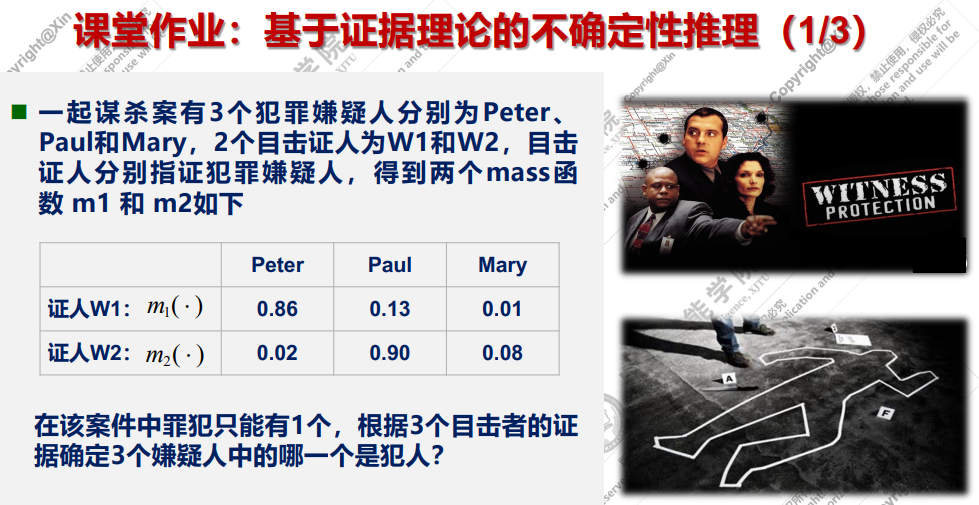 课堂作业：基于证据理论的不确定性推理（1/3）
一起谋杀案有3个犯罪嫌疑人分别为Peter、
Paul和Mary，2个目击证人为W1和W2，目击
证人分别指证犯罪嫌疑人，得到两个mass函
数 m1 和 m2如下
Peter Paul Mary
证人W1： m₁(·) 0.86 0.13 0.01
证人W2： m₂(·) 0.02 0.90 0.08
在该案件中罪犯只能有1个，根据3个目击者的证
据确定3个嫌疑人中的哪一个是犯人？
WITNESS
PROTECTION
A
F